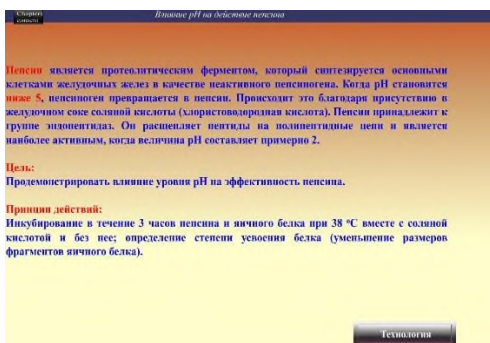 Chapter
contents
Влияние pH на действие пепсина
Пепсин является протеолитическим ферментом, который синтезируется основными
клетками желудочных желез в качестве неактивного пепсиногена. Когда pH становится
ниже 5, пепсиноген превращается в пепсин. Происходит это благодаря присутствию в
желудочном соке соляной кислоты (хлористоводородная кислота). Пепсин принадлежит к
группе эндопептидаз. Он расщепляет пептиды на полипептидные цепи и является
наиболее активным, когда величина pH составляет примерно 2.
Цель:
Продемонстрировать влияние уровня pH на эффективность пепсина.
Принцип действий:
Инкубирование в течение 3 часов пепсина и яичного белка при 38 °C вместе с соляной
кислотой и без нее; определение степени усвоения белка (уменьшение размеров
фрагментов яичного белка).
Технология